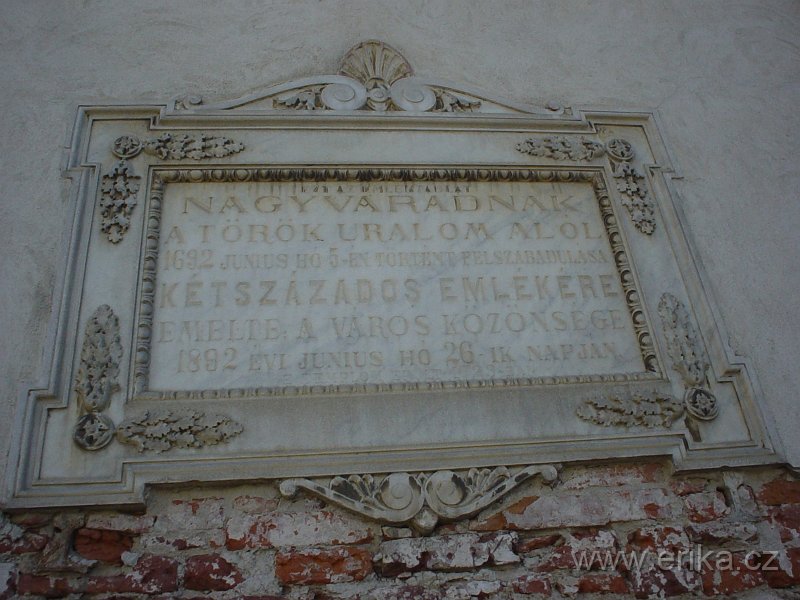 NAGYVÁRADNAK
A TÖRÖK URALOM ALÓL
1692 JUNIUS HÓ 5-ÉN TÖRTÉNT FELSZABADULÁSA
KÉTSZÁZADOS EMLÉKÉRE
EMELTE A VÁROS KÖZÖNSÉGE
1892 ÉVI JUNIUS HÓ 26-IK NAPJÁN
www.erika.cz